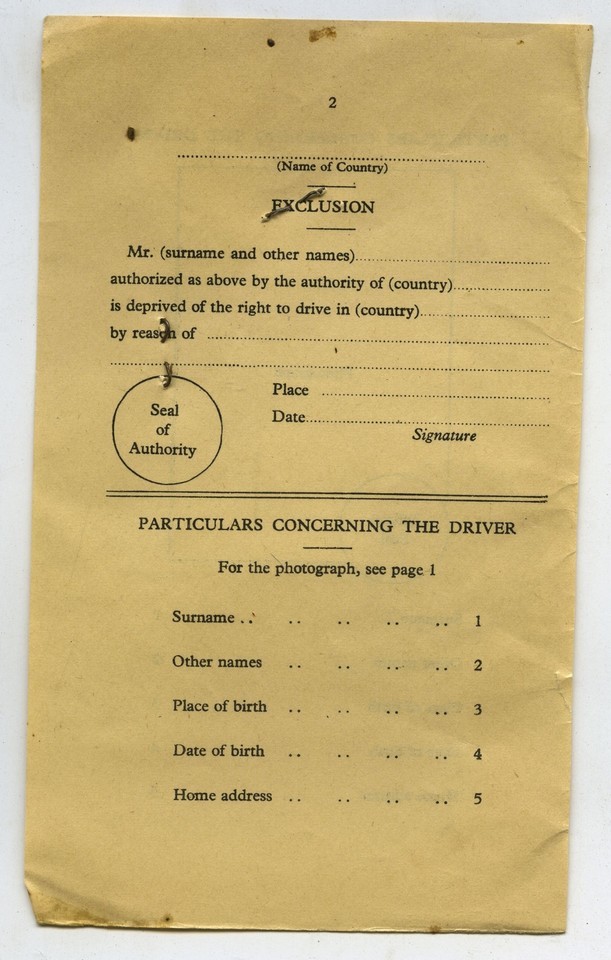 2
(Name of Country)
EXCLUSION
Mr. (surname and other names)
authorized as above by the authority of (country)
is deprived of the right to drive in (country)
by reason of
Place
Seal
of
Authority
Date
Signature
PARTICULARS CONCERNING THE DRIVER
For the photograph, see page 1
Surname .. .. .. .. .. 1
Other names .. .. .. .. 2
Place of birth .. .. .. .. 3
Date of birth .. .. .. .. 4
Home address .. .. .. .. 5